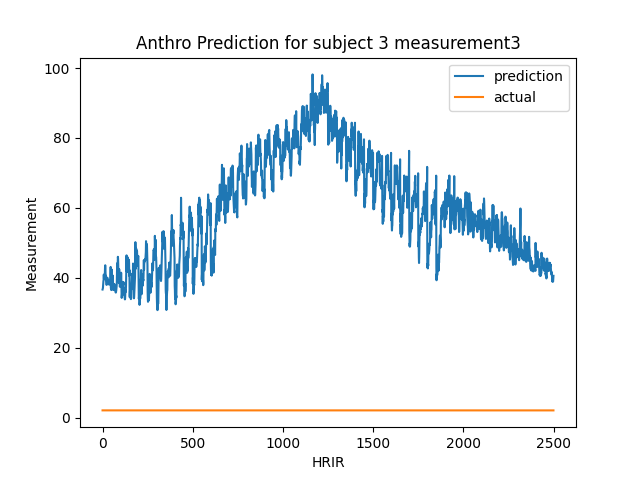 Anthro Prediction for subject 3 measurement3
prediction
actual
100
80
60
40
20
0
Measurement
0 500 1000 1500 2000 2500
HRIR